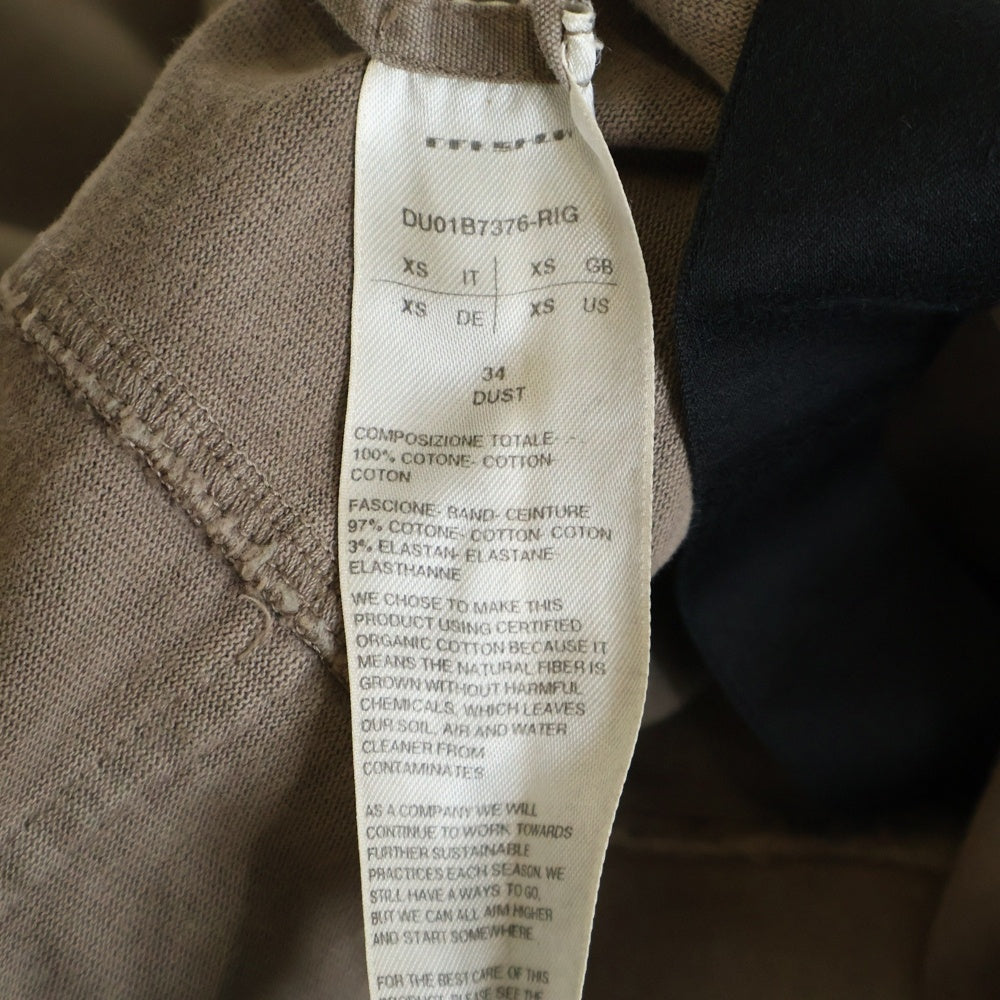 DU01B7376-RIG
XS IT XS GB
XS DE XS US
34
DUST
COMPOSIZIONE TOTALE- -
100% COTONE- COTTON-
COTON
FASCIONE- BAND- CEINTURE
97% COTONE- COTTON- COTON
3% ELASTAN- ELASTANE-
ELASTHANNE
WE CHOSE TO MAKE THIS
PRODUCT USING CERTIFIED
ORGANIC COTTON BECAUSE IT
MEANS THE NATURAL FIBER IS
GROWN WITHOUT HARMFUL
CHEMICALS, WHICH LEAVES
OUR SOIL, AIR AND WATER
CLEANER FROM
CONTAMINATES
AS A COMPANY WE WILL
CONTINUE TO WORK TOWARDS
FURTHER SUSTAINABLE
PRACTICES EACH SEASON. WE
STILL HAVE A WAYS TO GO,
BUT WE CAN ALL AIM HIGHER
AND START SOMEWHERE.
FOR THE BEST CARE OF THIS
PRODUCT, PLEASE SEE THE